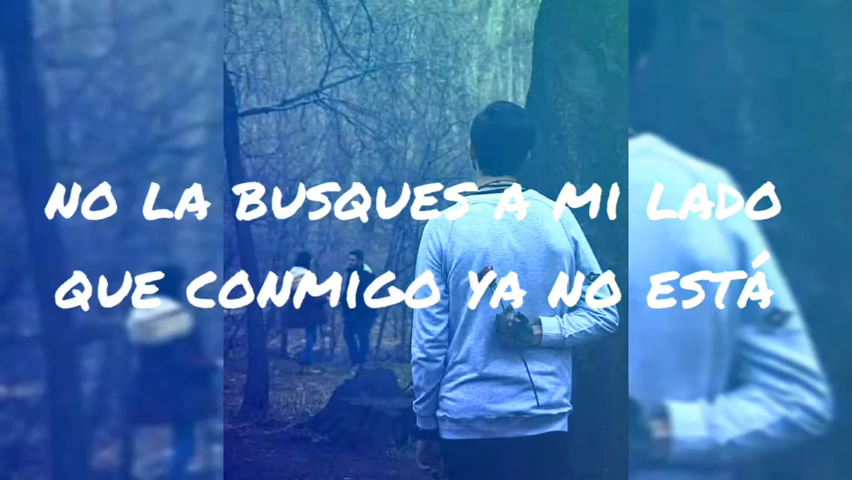 NO LA BUSQUES A MI LADO
QUE CONMIGO YA NO ESTÁ